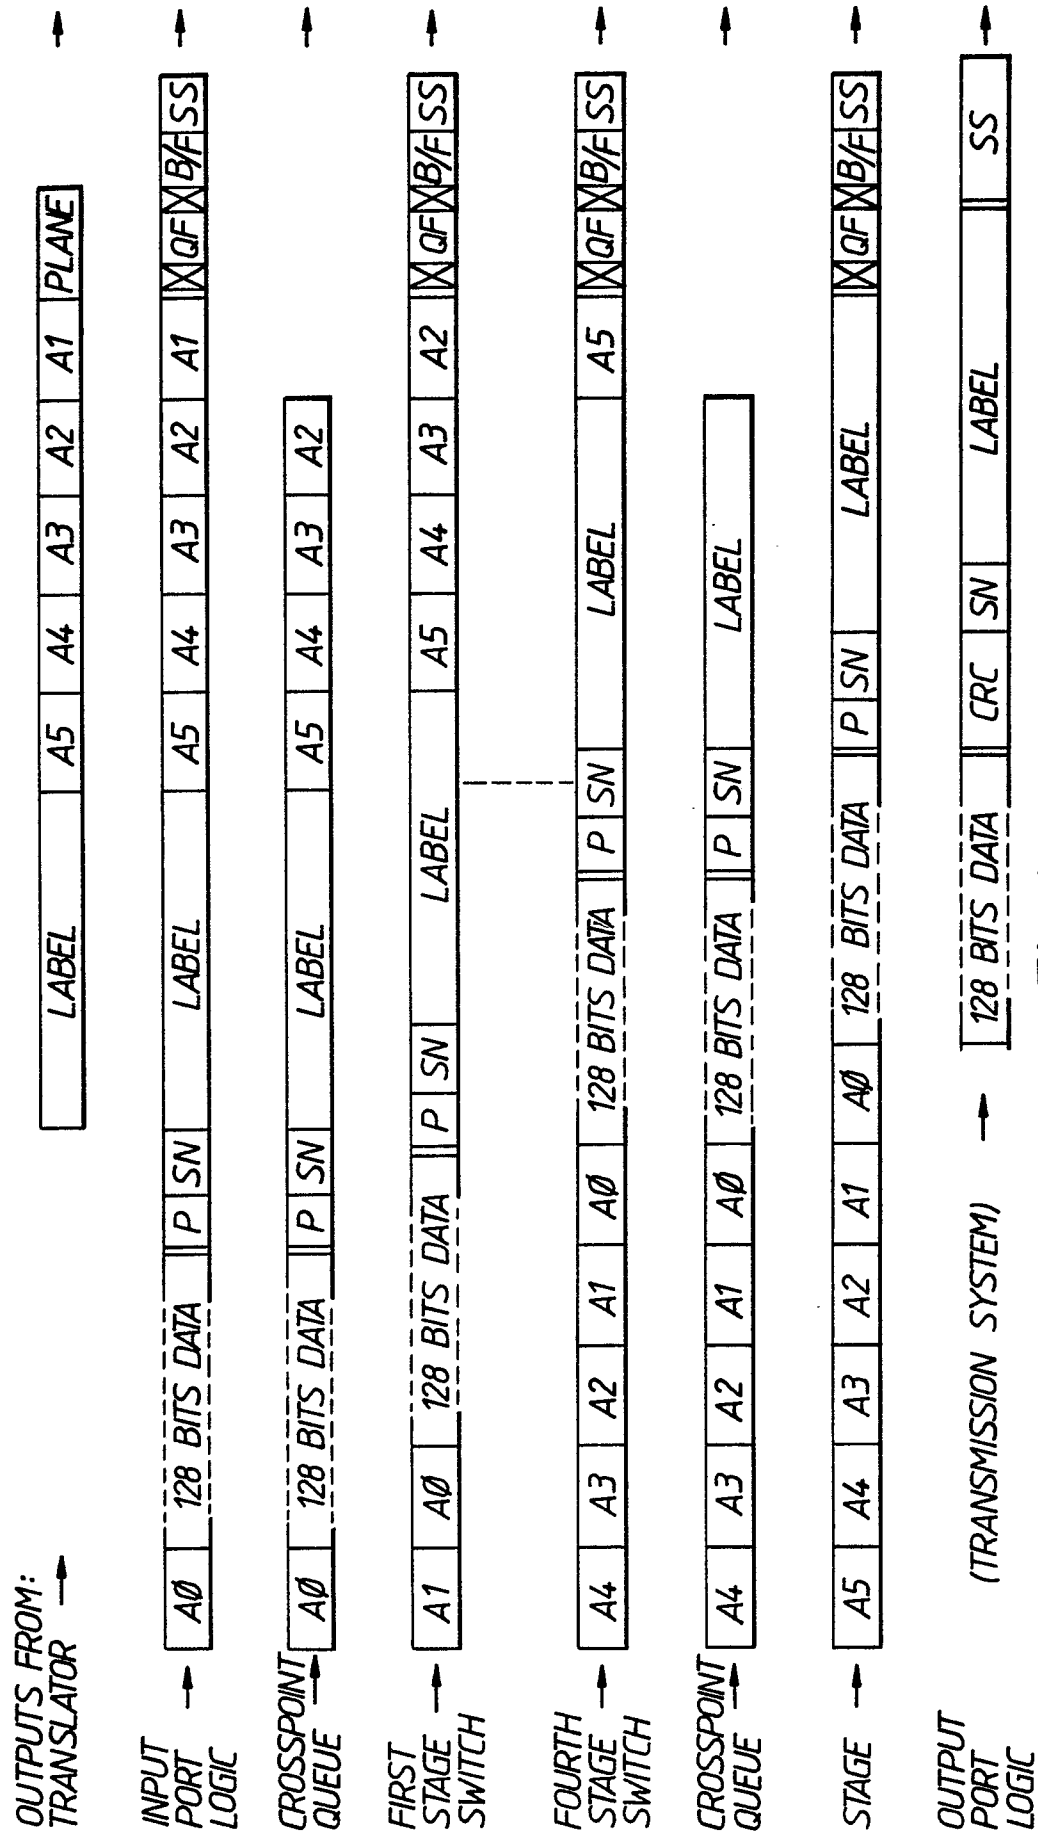 OUTPUTS FROM:
TRANSLATOR
LABEL A5 A4 A3 A2 A1 PLANE
INPUT
PORT
LOGIC
AØ 128 BITS DATA P SN LABEL A5 A4 A3 A2 A1 QF B/F SS
CROSSPOINT
QUEUE
AØ 128 BITS DATA P SN LABEL A5 A4 A3 A2
FIRST
STAGE
SWITCH
A1 AØ 128 BITS DATA P SN LABEL A5 A4 A3 A2 QF B/F SS
FOURTH
STAGE
SWITCH
A4 A3 A2 A1 AØ 128 BITS DATA P SN LABEL A5 QF B/F SS
CROSSPOINT
QUEUE
A4 A3 A2 A1 AØ 128 BITS DATA P SN LABEL
STAGE
A5 A4 A3 A2 A1 AØ 128 BITS DATA P SN LABEL QF B/F SS
OUTPUT
PORT
LOGIC
(TRANSMISSION SYSTEM)
128 BITS DATA CRC SN LABEL SS